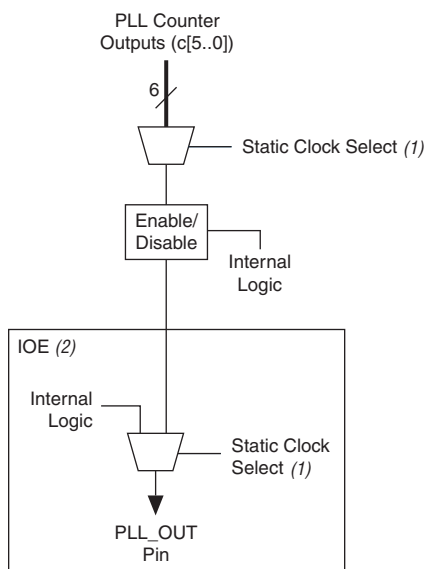 PLL Counter
Outputs (c[5..0])
6
Static Clock Select (1)
Enable/
Disable
Internal
Logic
IOE (2)
Internal
Logic
Static Clock
Select (1)
PLL_OUT
Pin